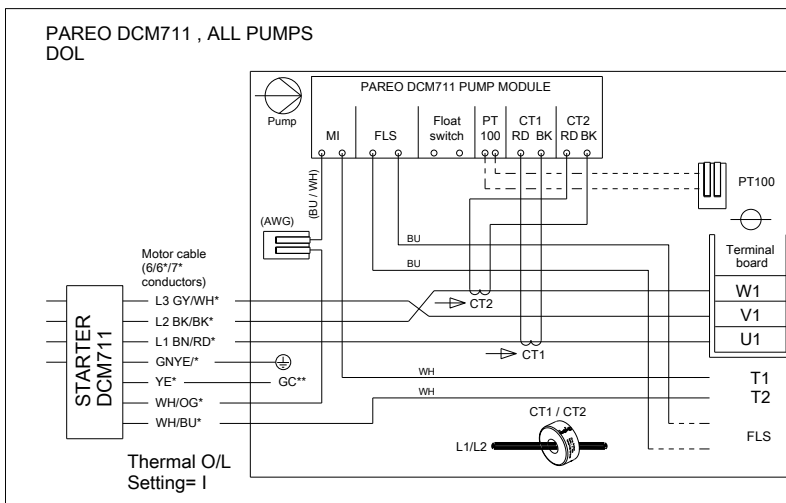 PAREO DCM711 , ALL PUMPS
DOL
PAREO DCM711 PUMP MODULE
Pump
MI
FLS
Float
switch
PT
100
CT1
RD BK
CT2
RD BK
(BU / WH)
(AWG)
PT100
BU
BU
Terminal
board
Motor cable
(6/6*/7*
conductors)
L3 GY/WH*
L2 BK/BK*
L1 BN/RD*
GNYE/*
YE*
GC**
WH/OG*
WH/BU*
STARTER
DCM711
CT2
CT1
W1
V1
U1
WH
WH
T1
T2
CT1 / CT2
L1/L2
FLS
Thermal O/L
Setting= I